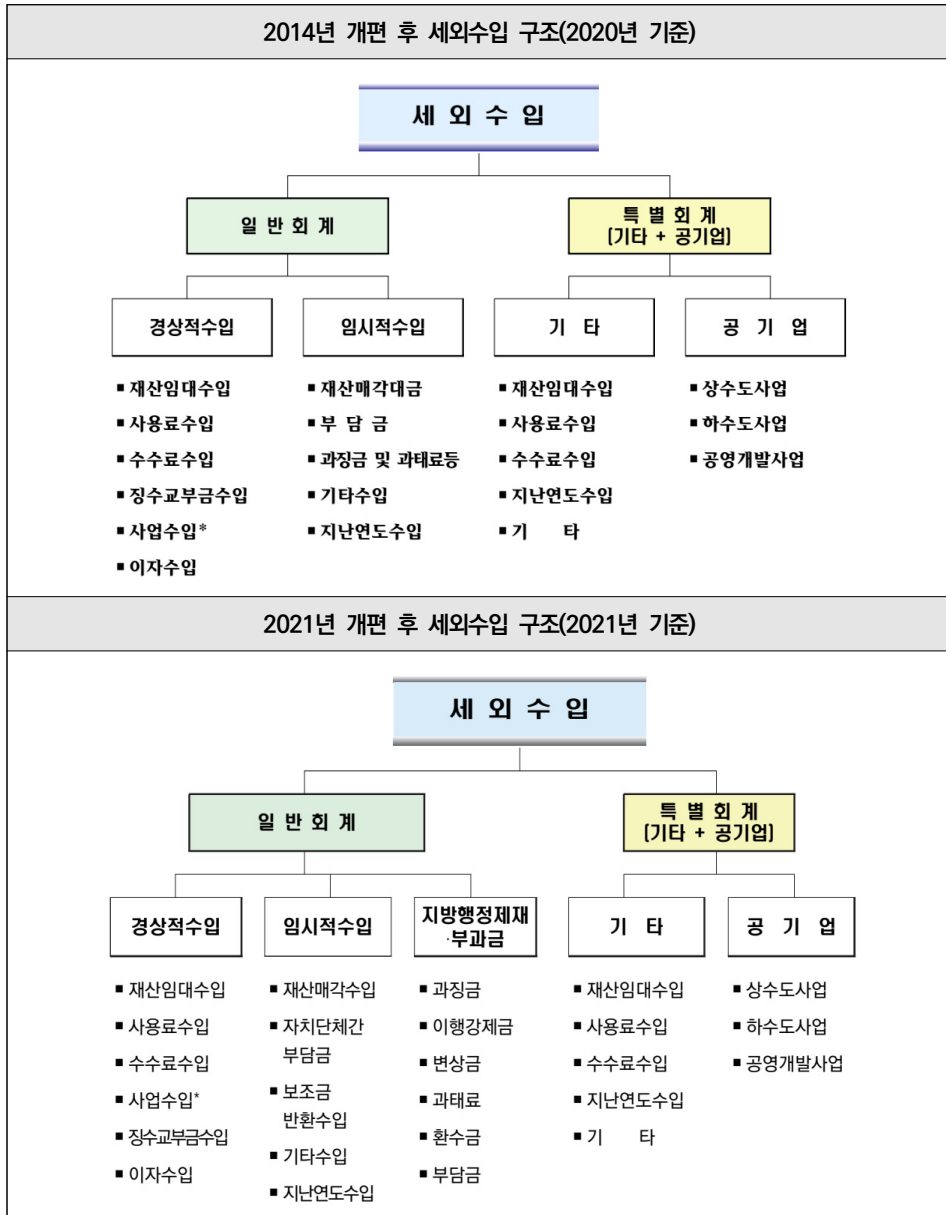 2014년 개편 후 세외수입 구조(2020년 기준)
세 외 수 입
일 반 회 계
특 별 회 계
(기타 + 공기업)
경상적수입
임시적수입
기 타
공 기 업
▪ 재산임대수입
▪ 사용료수입
▪ 수수료수입
▪ 징수교부금수입
▪ 사업수입*
▪ 이자수입
▪ 재산매각대금
▪ 부 담 금
▪ 과징금 및 과태료등
▪ 기타수입
▪ 지난연도수입
▪ 재산임대수입
▪ 사용료수입
▪ 수수료수입
▪ 지난연도수입
▪ 기 타
▪ 상수도사업
▪ 하수도사업
▪ 공영개발사업
2021년 개편 후 세외수입 구조(2021년 기준)
세 외 수 입
일 반 회 계
특 별 회 계
(기타 + 공기업)
경상적수입
임시적수입
지방행정제재
·부과금
기 타
공 기 업
▪ 재산임대수입
▪ 사용료수입
▪ 수수료수입
▪ 사업수입*
▪ 징수교부금수입
▪ 이자수입
▪ 재산매각수입
▪ 자치단체간
부담금
▪ 보조금
반환수입
▪ 기타수입
▪ 지난연도수입
▪ 과징금
▪ 이행강제금
▪ 변상금
▪ 과태료
▪ 환수금
▪ 부담금
▪ 재산임대수입
▪ 사용료수입
▪ 수수료수입
▪ 지난연도수입
▪ 기 타
▪ 상수도사업
▪ 하수도사업
▪ 공영개발사업